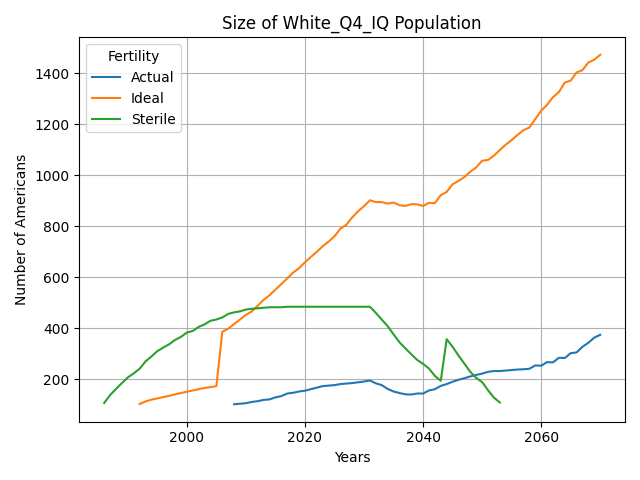 Size of White_Q4_IQ Population
Fertility
Actual
Ideal
Sterile
Number of Americans
1400
1200
1000
800
600
400
200
2000
2020
2040
2060
Years